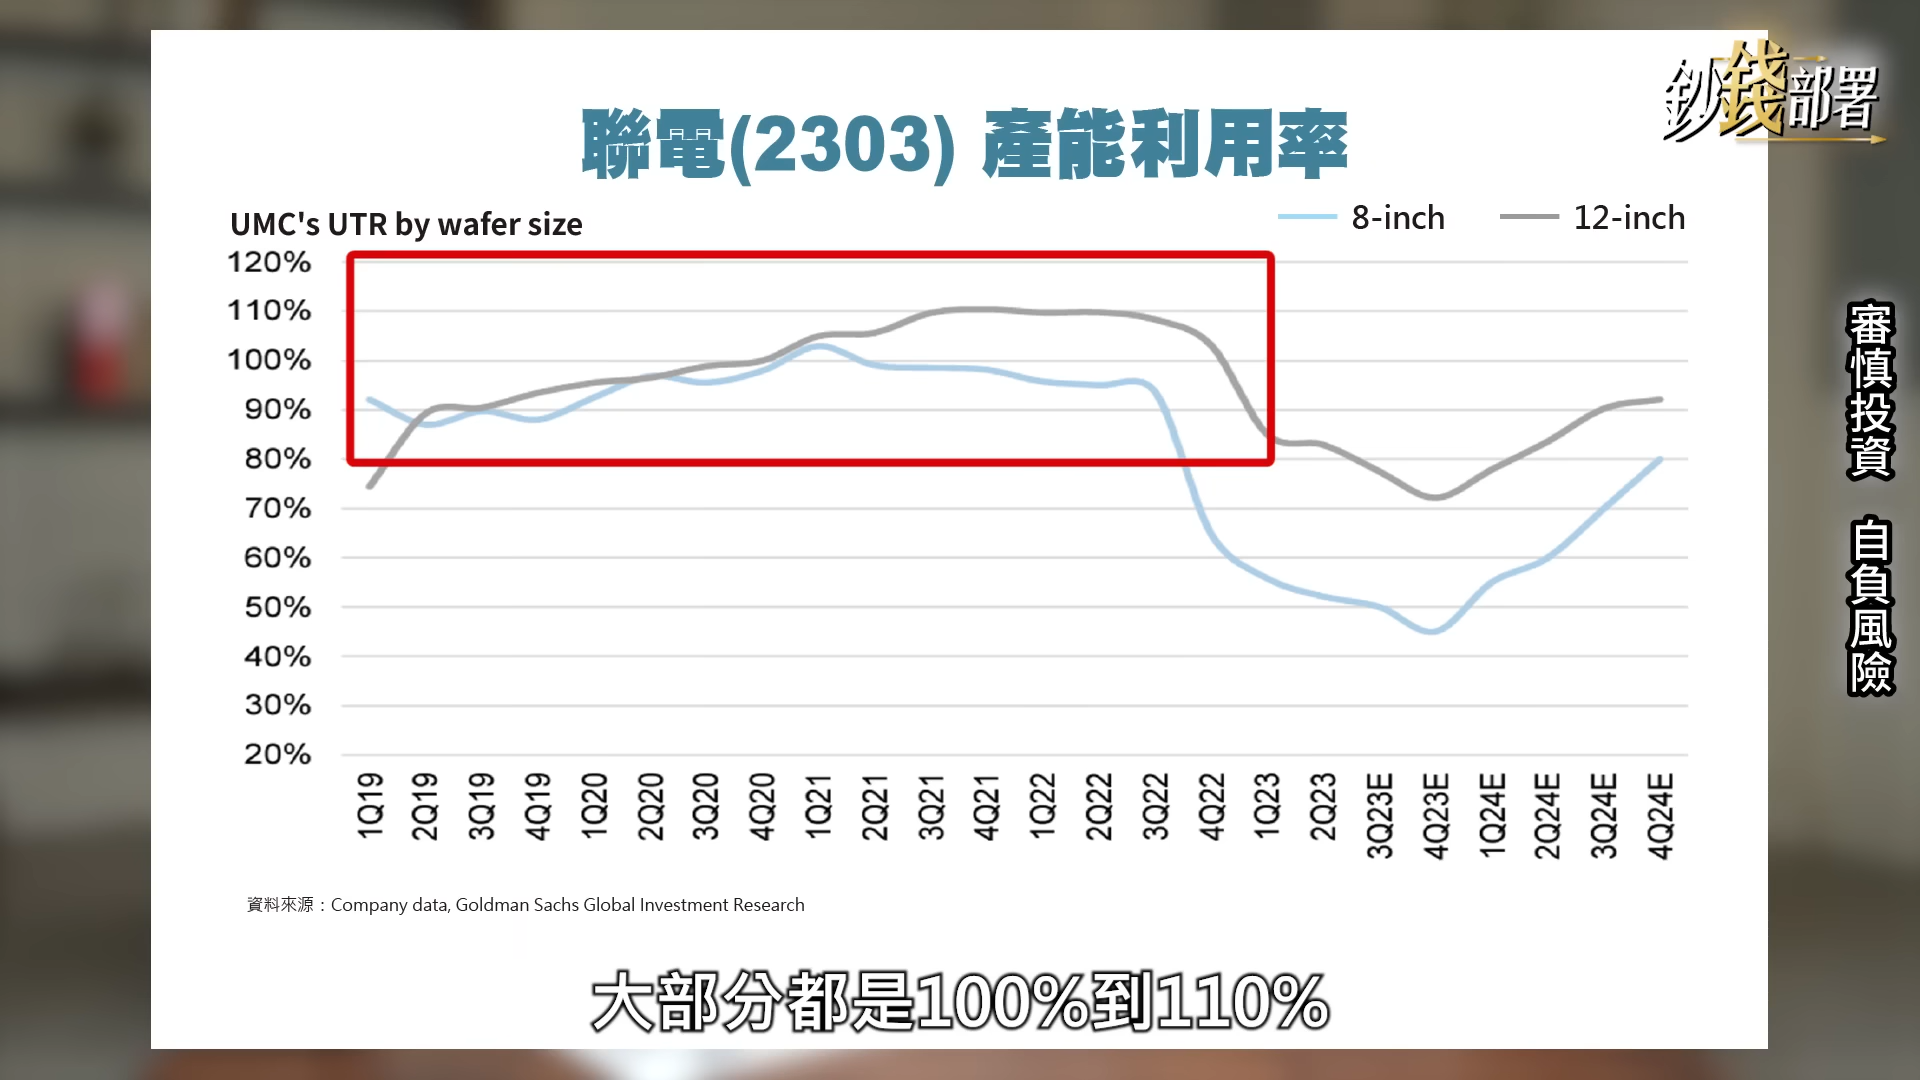 鈔錢部署
聯電(2303) 產能利用率
UMC's UTR by wafer size
8-inch
12-inch
120%
110%
100%
90%
80%
70%
60%
50%
40%
30%
20%
1Q19
2Q19
3Q19
4Q19
1Q20
2Q20
3Q20
4Q20
1Q21
2Q21
3Q21
4Q21
1Q22
2Q22
3Q22
4Q22
1Q23
2Q23
3Q23E
4Q23E
1Q24E
2Q24E
3Q24E
4Q24E
資料來源：Company data, Goldman Sachs Global Investment Research
大部分都是100%到110%
審慎投資 自負風險